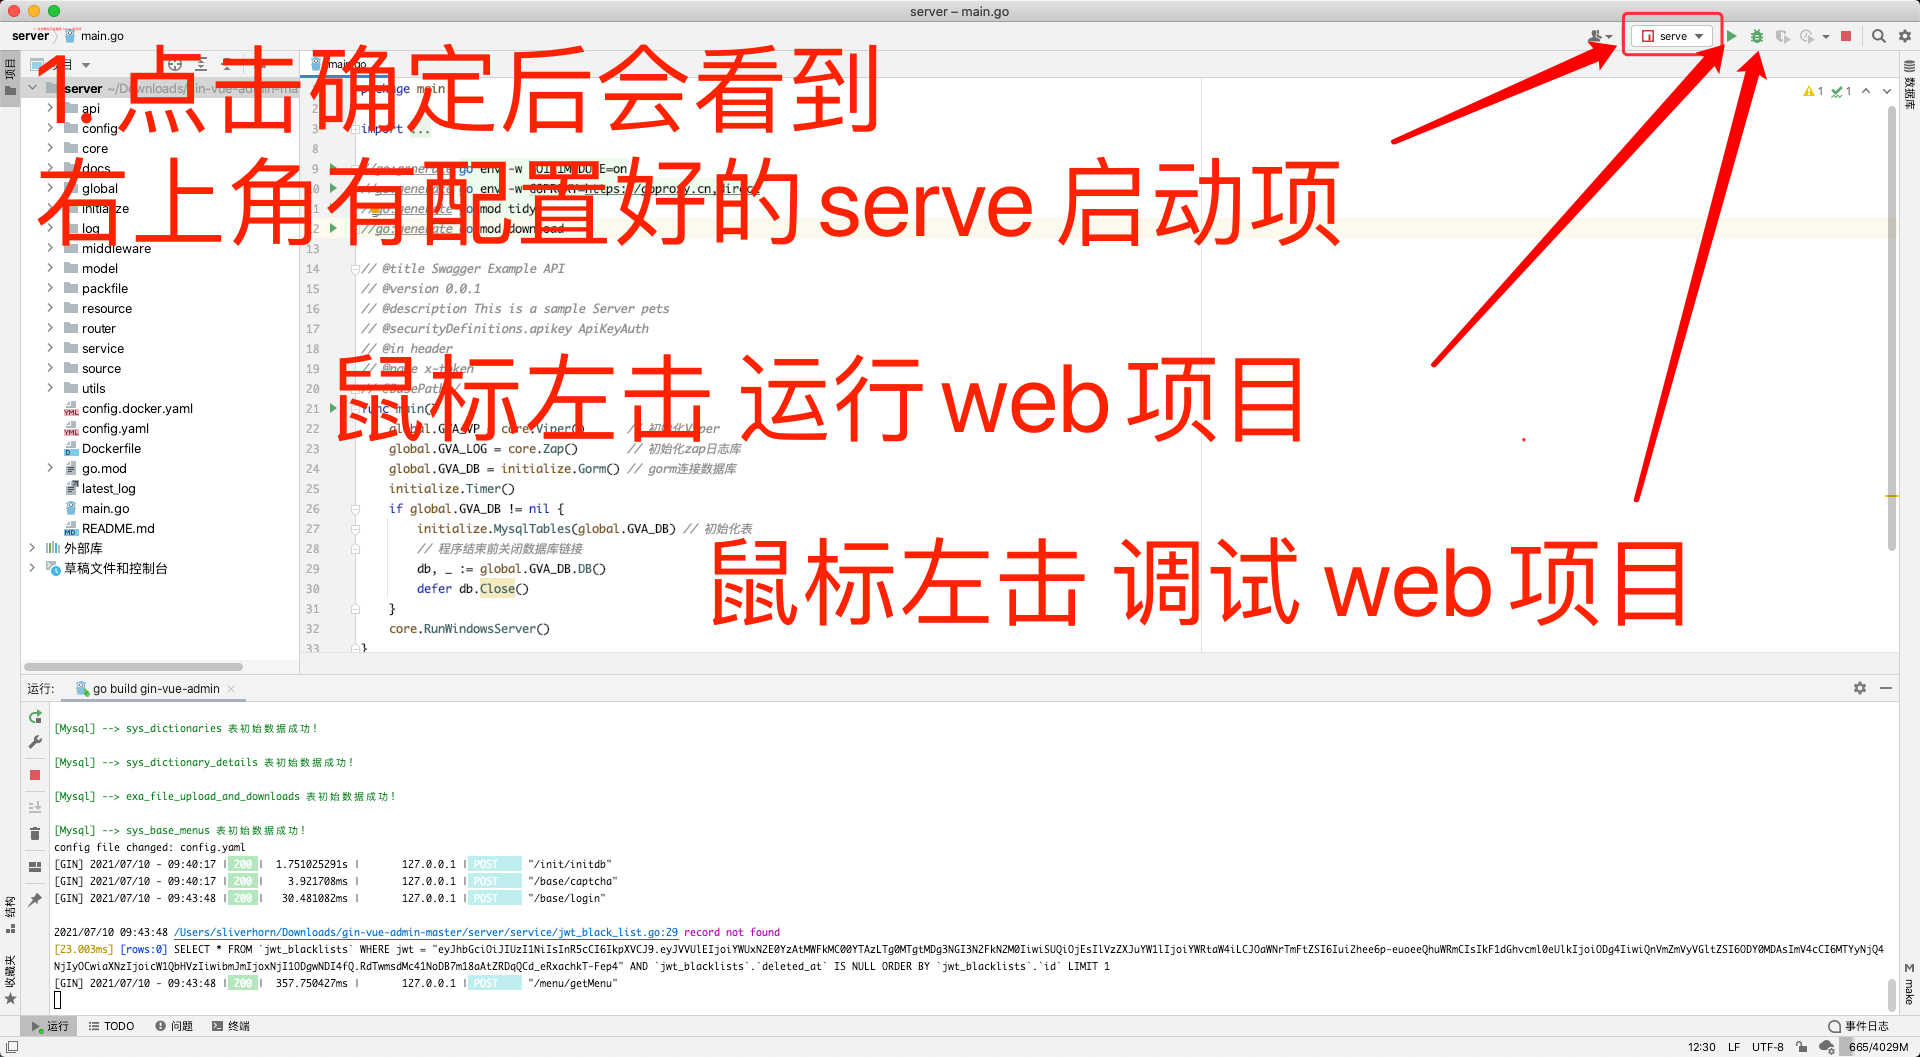 server – main.go
server
main.go
serve
项目
项目
main.go
数据库
1. 点击确定后会看到
右上角有配置好的 serve 启动项
鼠标左击 运行 web 项目
鼠标左击 调试 web 项目
server ~/Downloads/gin-vue-admin-ma
api
config
core
docs
global
initialize
log
middleware
model
packfile
resource
router
service
source
utils
config.docker.yaml
config.yaml
Dockerfile
go.mod
latest_log
main.go
README.md
外部库
草稿文件和控制台
1 1
package main
2
3 import ...
8
9 //go:generate go env -w GO111MODULE=on
10 //go:generate go env -w GOPROXY=https://goproxy.cn,direct
11 //go:generate go mod tidy
12 //go:generate go mod download
13
14 // @title Swagger Example API
15 // @version 0.0.1
16 // @description This is a sample Server pets
17 // @securityDefinitions.apikey ApiKeyAuth
18 // @in header
19 // @name x-token
20 // @BasePath /
21 func main()
22 global.GVA_VP = core.Viper() // 初始化Viper
23 global.GVA_LOG = core.Zap() // 初始化zap日志库
24 global.GVA_DB = initialize.Gorm() // gorm连接数据库
25 initialize.Timer()
26 if global.GVA_DB != nil {
27 initialize.MysqlTables(global.GVA_DB) // 初始化表
28 // 程序结束前关闭数据库链接
29 db, _ := global.GVA_DB.DB()
30 defer db.Close()
31 }
32 core.RunWindowsServer()
33 }
运行: go build gin-vue-admin
[Mysql] --> sys_dictionaries 表初始数据成功!
[Mysql] --> sys_dictionary_details 表初始数据成功!
[Mysql] --> exa_file_upload_and_downloads 表初始数据成功!
[Mysql] --> sys_base_menus 表初始数据成功!
config file changed: config.yaml
[GIN] 2021/07/10 - 09:40:17 | 200 | 1.751025291s | 127.0.0.1 | POST "/init/initdb"
[GIN] 2021/07/10 - 09:40:17 | 200 | 3.921708ms | 127.0.0.1 | POST "/base/captcha"
[GIN] 2021/07/10 - 09:43:48 | 200 | 30.481082ms | 127.0.0.1 | POST "/base/login"
2021/07/10 09:43:48 /Users/sliverhorn/Downloads/gin-vue-admin-master/server/service/jwt_black_list.go:29 record not found
[23.003ms] [rows:0] SELECT * FROM `jwt_blacklists` WHERE jwt = "
" AND `jwt_blacklists`.`deleted_at` IS NULL ORDER BY `jwt_blacklists`.`id` LIMIT 1
[GIN] 2021/07/10 - 09:43:48 | 200 | 357.750427ms | 127.0.0.1 | POST "/menu/getMenu"
结构
收藏夹
make
运行
TODO
问题
终端
事件日志
12:30 LF UTF-8 665/4029M